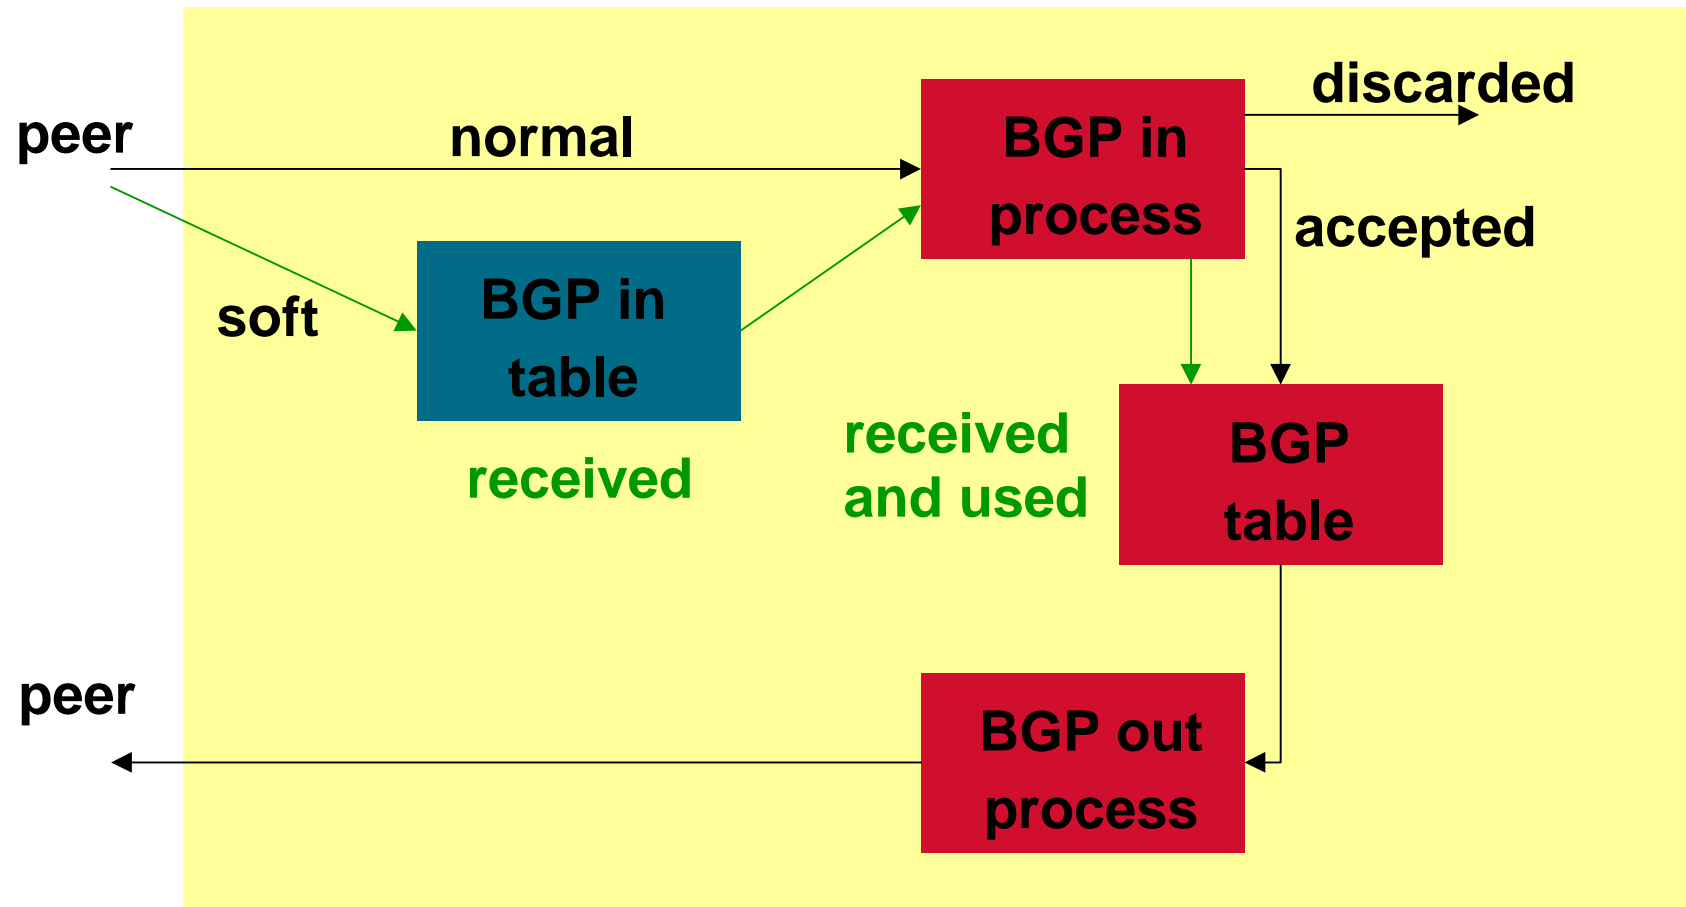 discarded
peer
normal
BGP in
process
accepted
soft
BGP in
table
received
received
and used
BGP
table
peer
BGP out
process